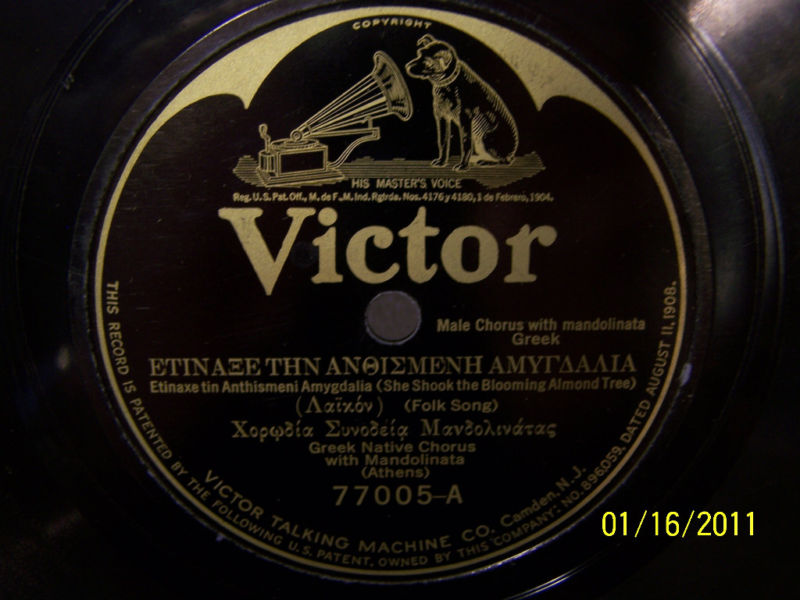 COPYRIGHT
HIS MASTER'S VOICE
Reg. U.S. Pat. Off., M. de F. M. Ind. Rgtrda. Nos. 4176 y 4180, 1 de Febrero, 1904.
Victor
Male Chorus with mandolinata
Greek
ΕΤΙΝΑΞΕ ΤΗΝ ΑΝΘΙΣΜΕΝΗ ΑΜΥΓΔΑΛΙΑ
Etinaxe tin Anthismeni Amygdalia (She Shook the Blooming Almond Tree)
(Λαϊκόν) (Folk Song)
Χορῳδία Συνοδείᾳ Μανδολινάτας
Greek Native Chorus
with Mandolinata
(Athens)
77005-A
THIS RECORD IS PATENTED BY THE FOLLOWING U.S. PATENT, OWNED BY THIS COMPANY: NO. 896,059, DATED AUGUST 11, 1908.
VICTOR TALKING MACHINE CO. Camden, N. J.
01/16/2011